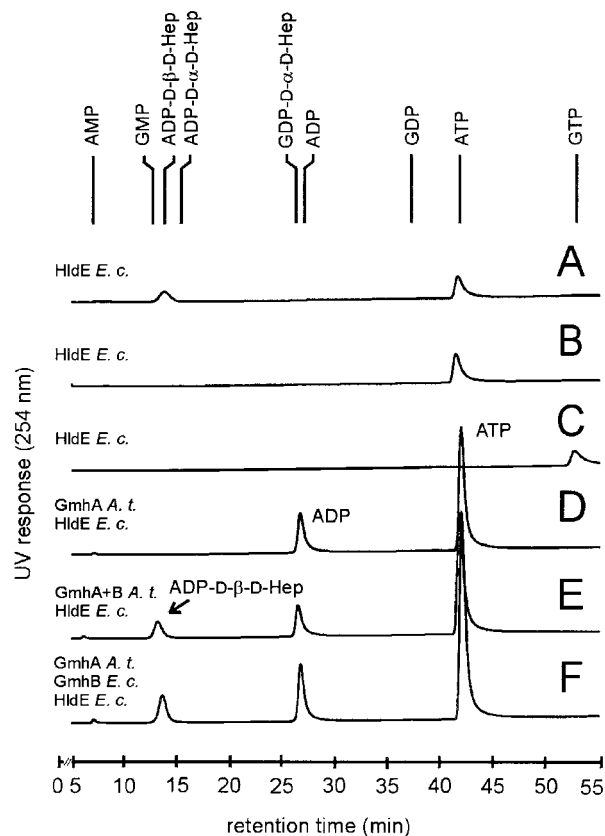 AMP
GMP
ADP-D-β-D-Hep
ADP-D-α-D-Hep
GDP-D-α-D-Hep
ADP
GDP
ATP
GTP
HldE E. c.
A
HldE E. c.
B
HldE E. c.
C
ATP
GmhA A. t.
HldE E. c.
ADP
D
GmhA+B A. t.
HldE E. c.
ADP-D-β-D-Hep
E
GmhA A. t.
GmhB E. c.
HldE E. c.
F
UV response (254 nm)
0 5 10 15 20 25 30 35 40 45 50 55
retention time (min)